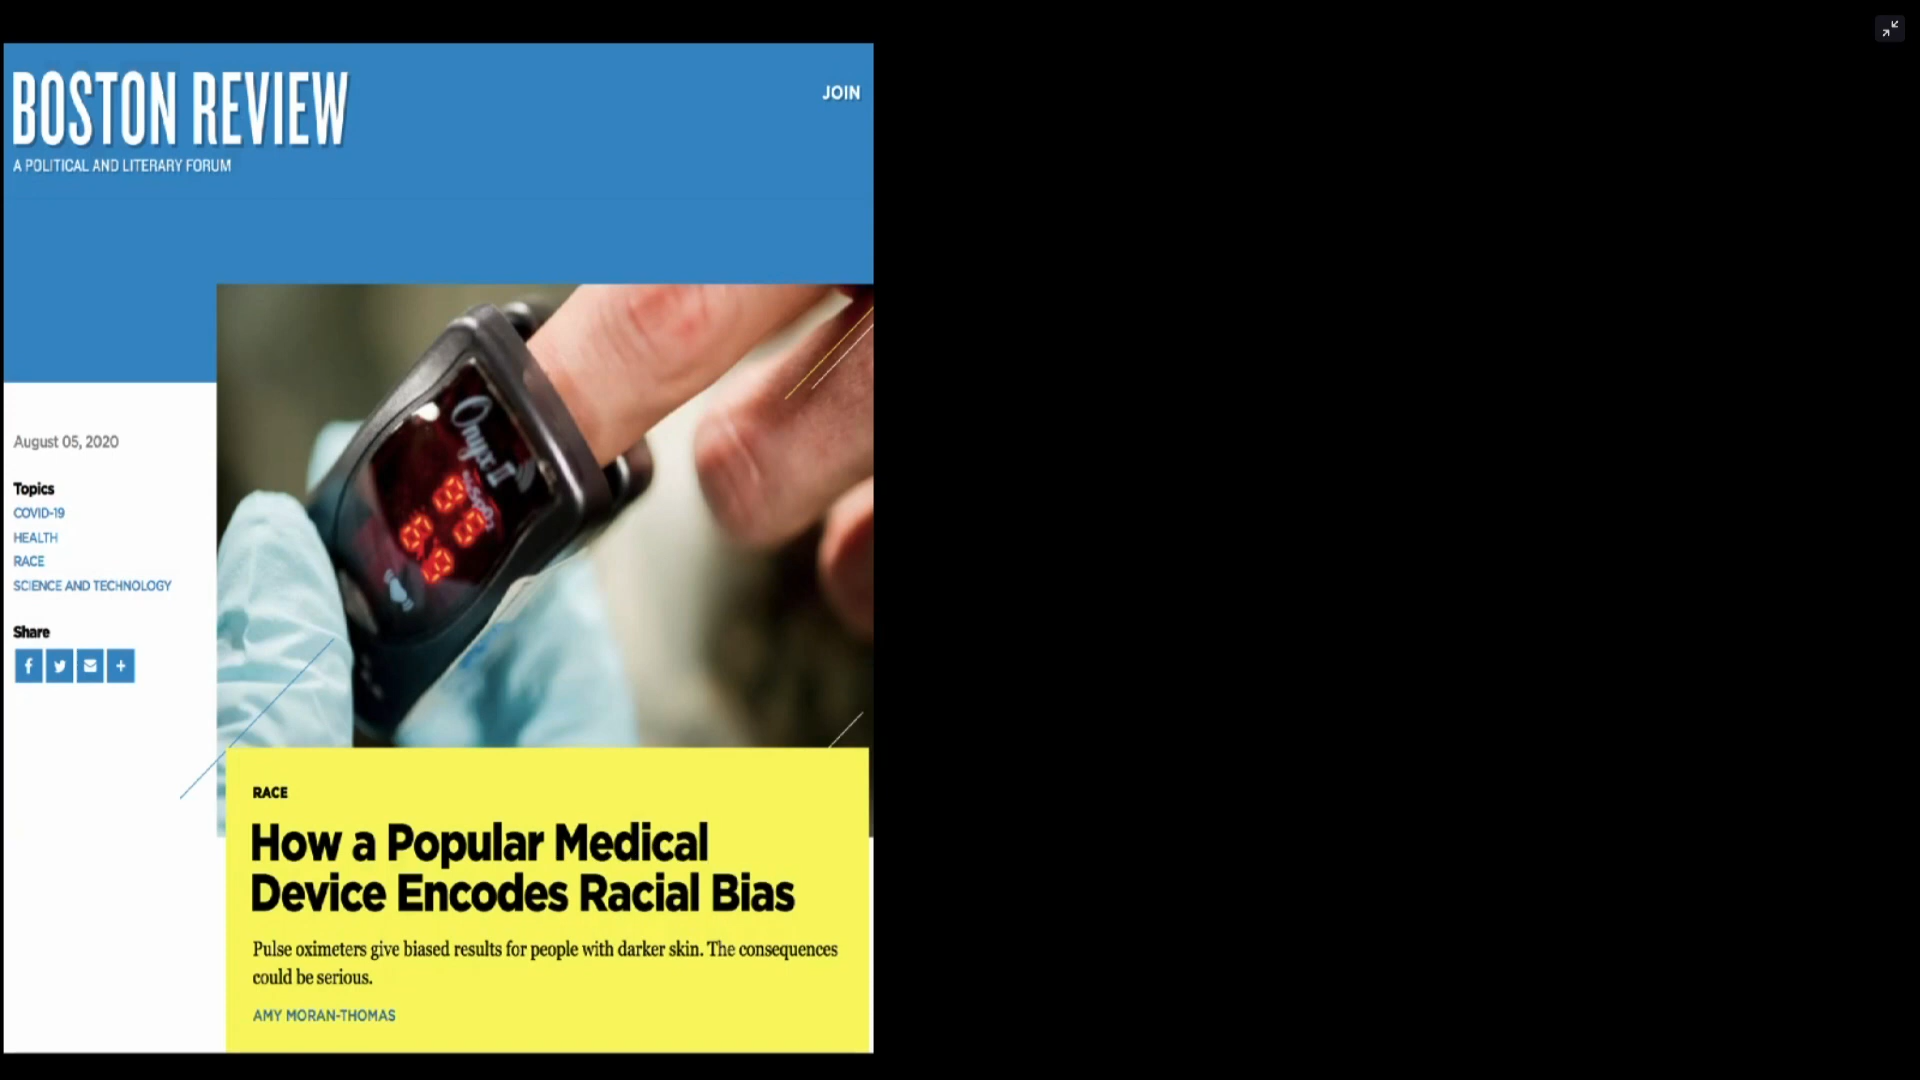 BOSTON REVIEW
JOIN
A POLITICAL AND LITERARY FORUM
August 05, 2020
Topics
COVID-19
HEALTH
RACE
SCIENCE AND TECHNOLOGY
Share
Onyx II
%SpO2
RACE
How a Popular Medical
Device Encodes Racial Bias
Pulse oximeters give biased results for people with darker skin. The consequences
could be serious.
AMY MORAN-THOMAS